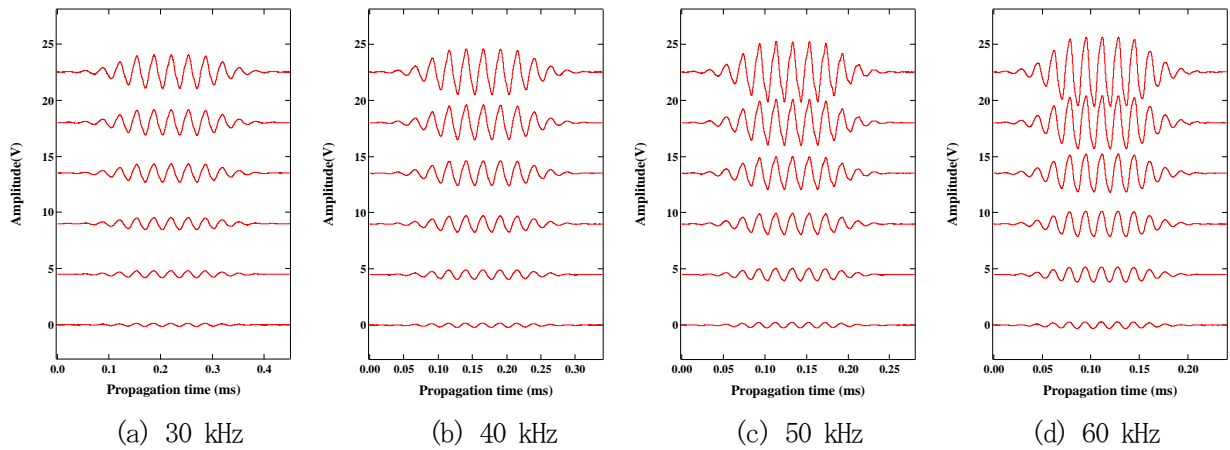 Amplitude(V)
25
20
15
10
5
0
0.0 0.1 0.2 0.3 0.4
Propagation time (ms)
(a) 30 kHz
Amplitude(V)
25
20
15
10
5
0
0.00 0.05 0.10 0.15 0.20 0.25 0.30
Propagation time (ms)
(b) 40 kHz
Amplitude(V)
25
20
15
10
5
0
0.00 0.05 0.10 0.15 0.20 0.25
Propagation time (ms)
(c) 50 kHz
Amplitude(V)
25
20
15
10
5
0
0.00 0.05 0.10 0.15 0.20
Propagation time (ms)
(d) 60 kHz